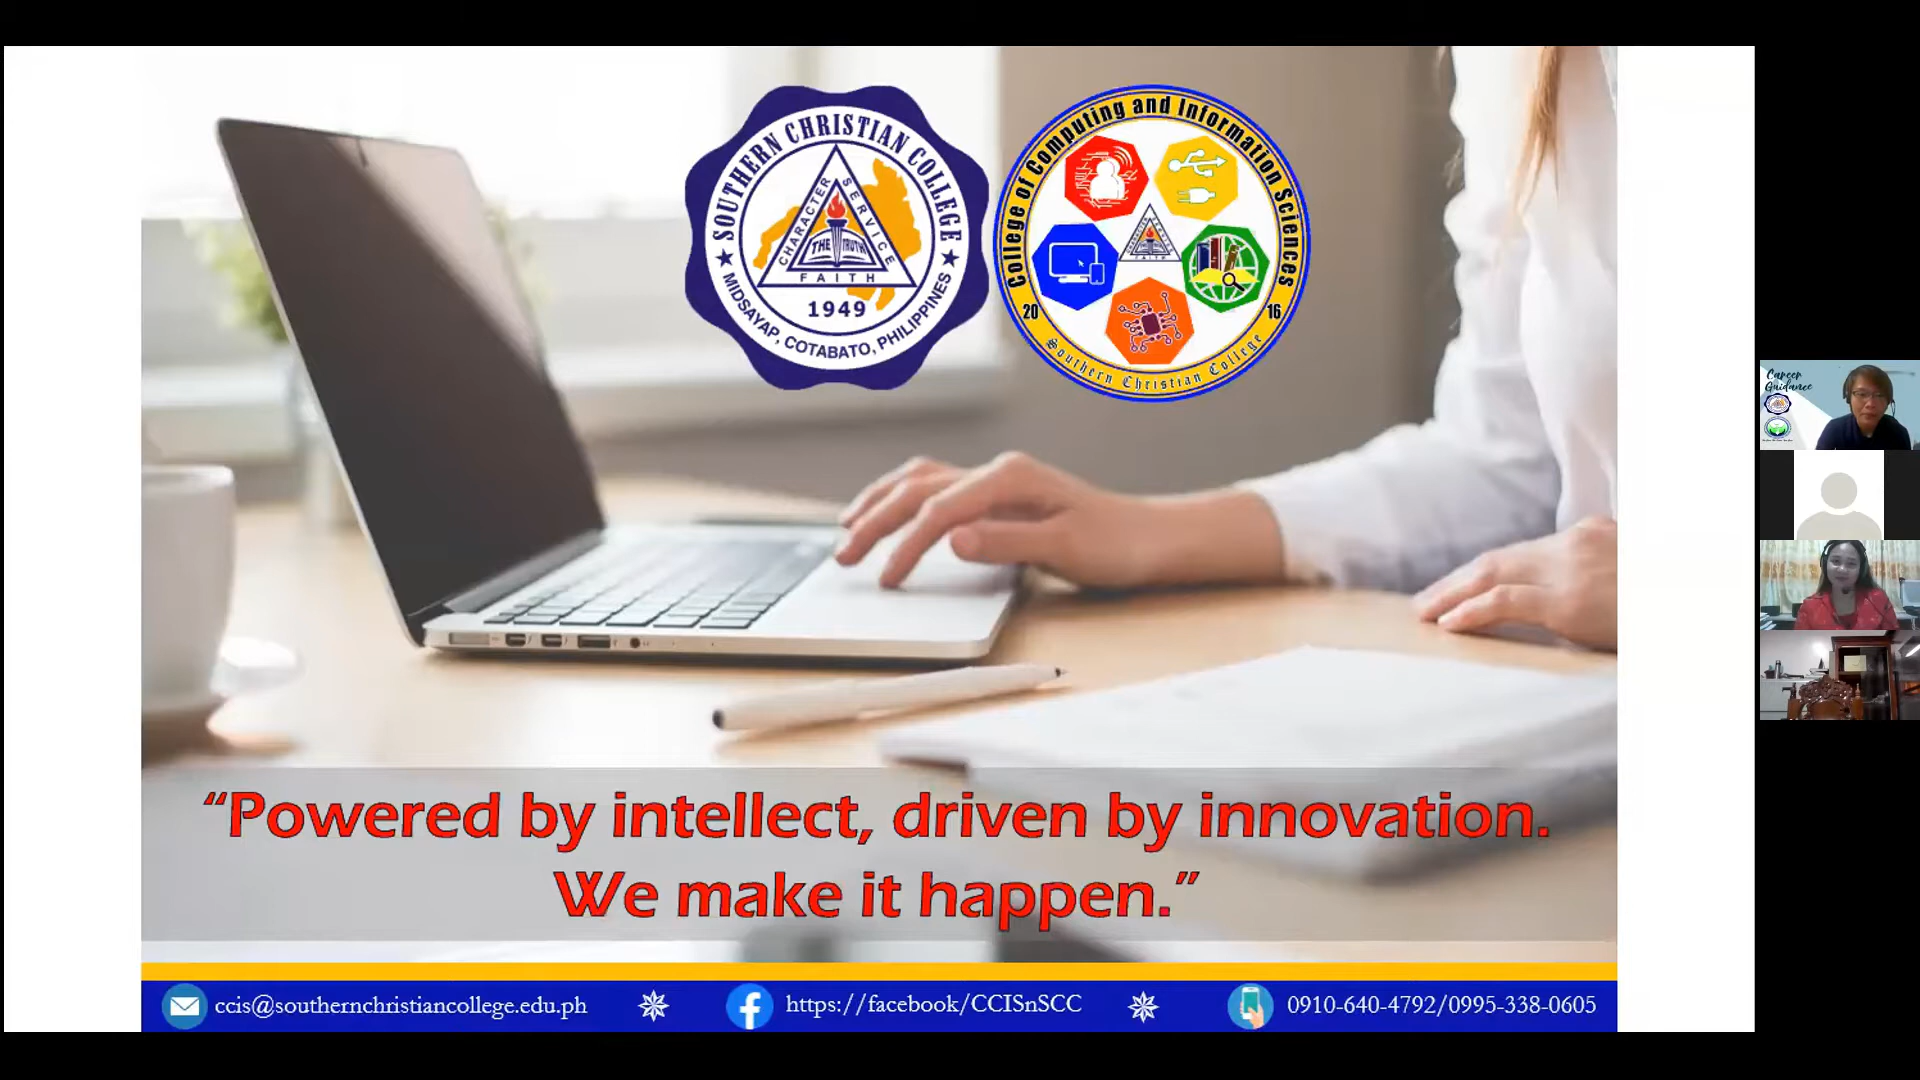 SOUTHERN CHRISTIAN COLLEGE
CHARACTER
SERVICE
THE TRUTH
FAITH
1949
MIDSAYAP, COTABATO, PHILIPPINES
College of Computing and Information Sciences
20
16
Southern Christian College
Career
Guidance
“Powered by intellect, driven by innovation.
We make it happen.”
ccis@southernchristiancollege.edu.ph
https://facebook/CCISnSCC
0910-640-4792/0995-338-0605